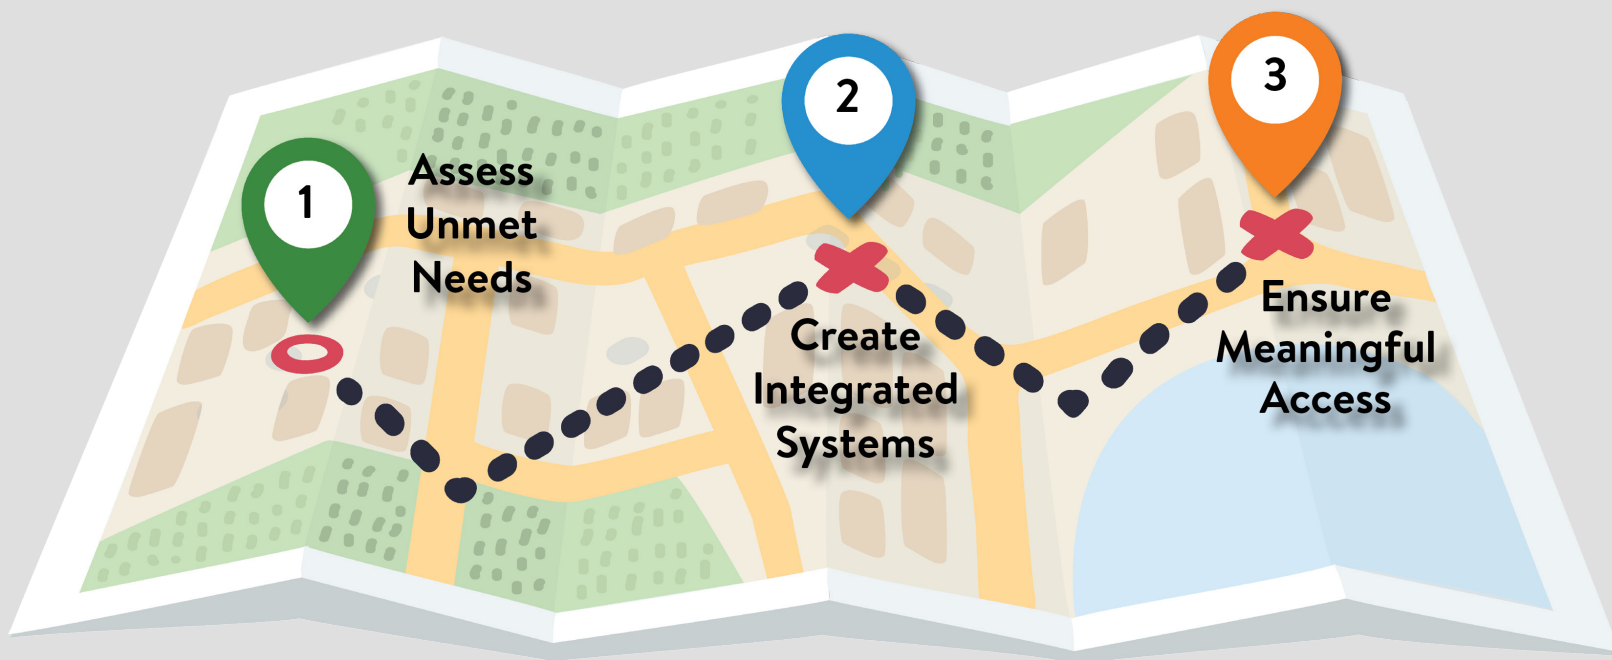 1
Assess
Unmet
Needs
2
Create
Integrated
Systems
3
Ensure
Meaningful
Access